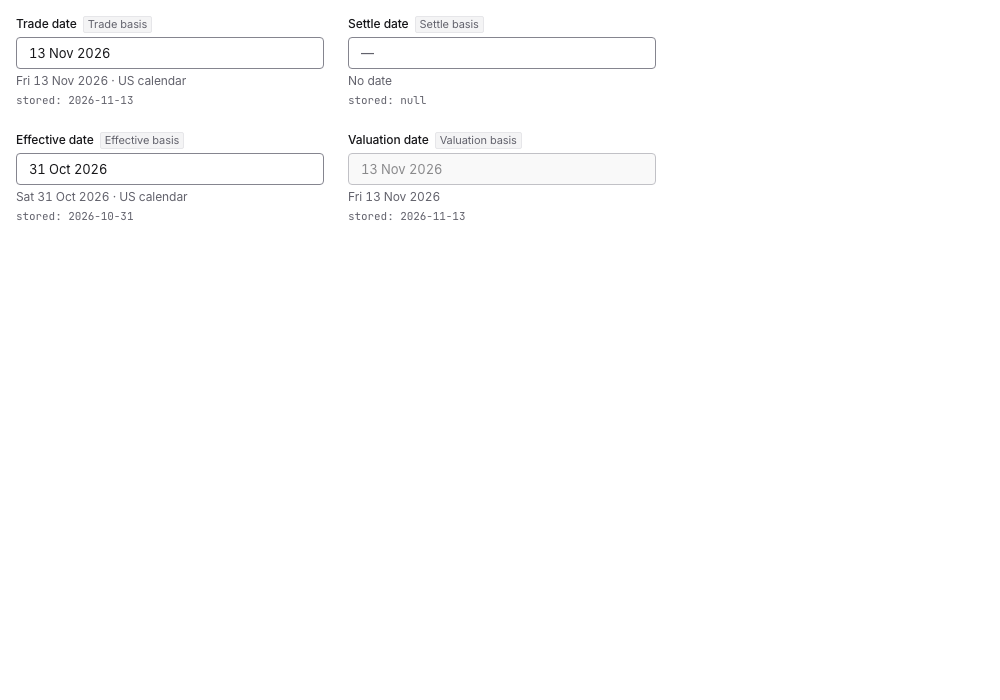 Trade date Trade basis
13 Nov 2026
Fri 13 Nov 2026 · US calendar
stored: 2026-11-13
Settle date Settle basis
—
No date
stored: null
Effective date Effective basis
31 Oct 2026
Sat 31 Oct 2026 · US calendar
stored: 2026-10-31
Valuation date Valuation basis
13 Nov 2026
Fri 13 Nov 2026
stored: 2026-11-13